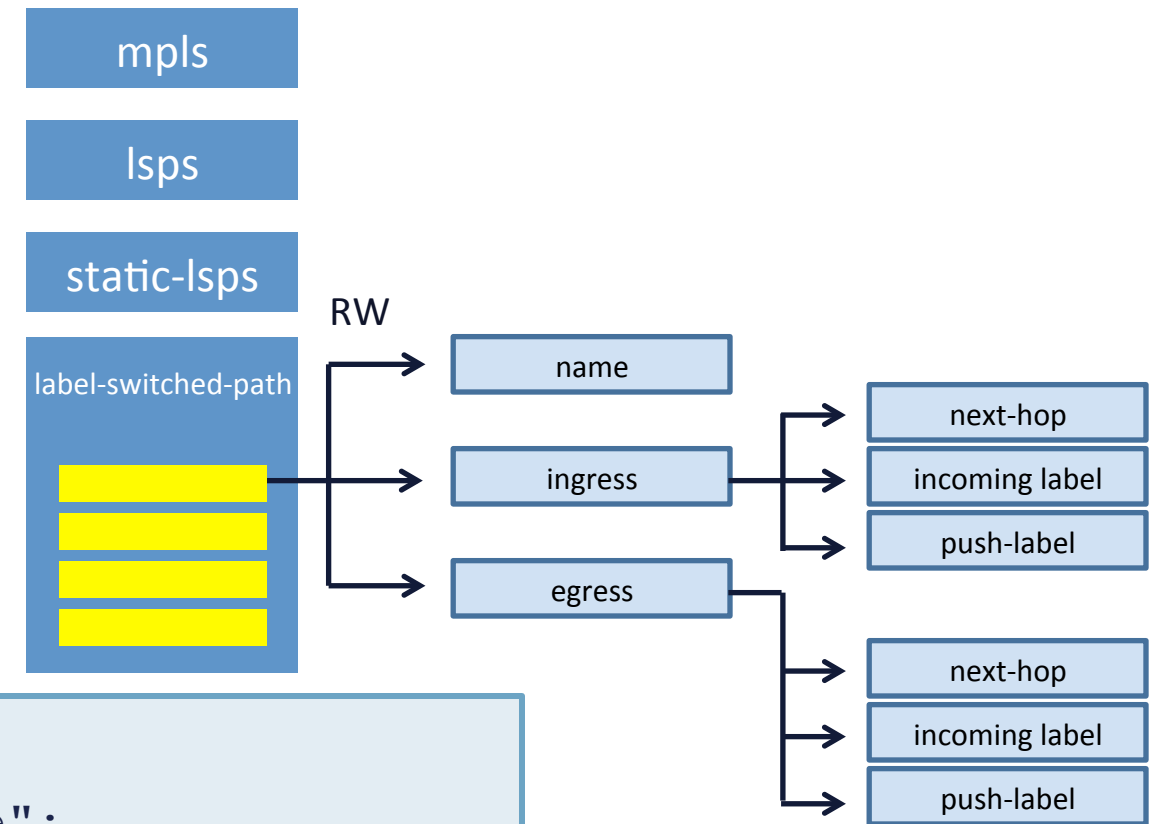 mpls
lsps
static-lsps
label-switched-path
RW
name
ingress
egress
next-hop
incoming label
push-label
next-hop
incoming label
push-label
";